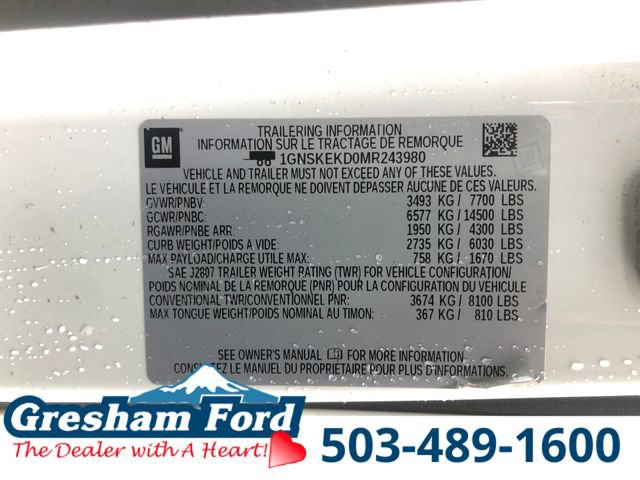 GM
TRAILERING INFORMATION
INFORMATION SUR LE TRACTAGE DE REMORQUE
1GNSKEKD0MR243980
VEHICLE AND TRAILER MUST NOT EXCEED ANY OF THESE VALUES.
LE VÉHICULE ET LA REMORQUE NE DOIVENT DÉPASSER AUCUNE DE CES VALEURS.
GVWR/PNBV: 3493 KG / 7700 LBS
GCWR/PNBC: 6577 KG / 14500 LBS
RGAWR/PNBE ARR: 1950 KG / 4300 LBS
CURB WEIGHT/POIDS À VIDE: 2735 KG / 6030 LBS
MAX PAYLOAD/CHARGE UTILE MAX: 758 KG / 1670 LBS
SAE J2807 TRAILER WEIGHT RATING (TWR) FOR VEHICLE CONFIGURATION/
POIDS NOMINAL DE LA REMORQUE (PNR) POUR LA CONFIGURATION DU VÉHICULE
CONVENTIONAL TWR/CONVENTIONNEL PNR: 3674 KG / 8100 LBS
MAX TONGUE WEIGHT/POIDS NOMINAL AU TIMON: 367 KG / 810 LBS
SEE OWNER'S MANUAL FOR MORE INFORMATION
CONSULTEZ LE MANUEL DU PROPRIÉTAIRE POUR PLUS D'INFORMATIONS.
Gresham Ford
The Dealer with A Heart!
503-489-1600